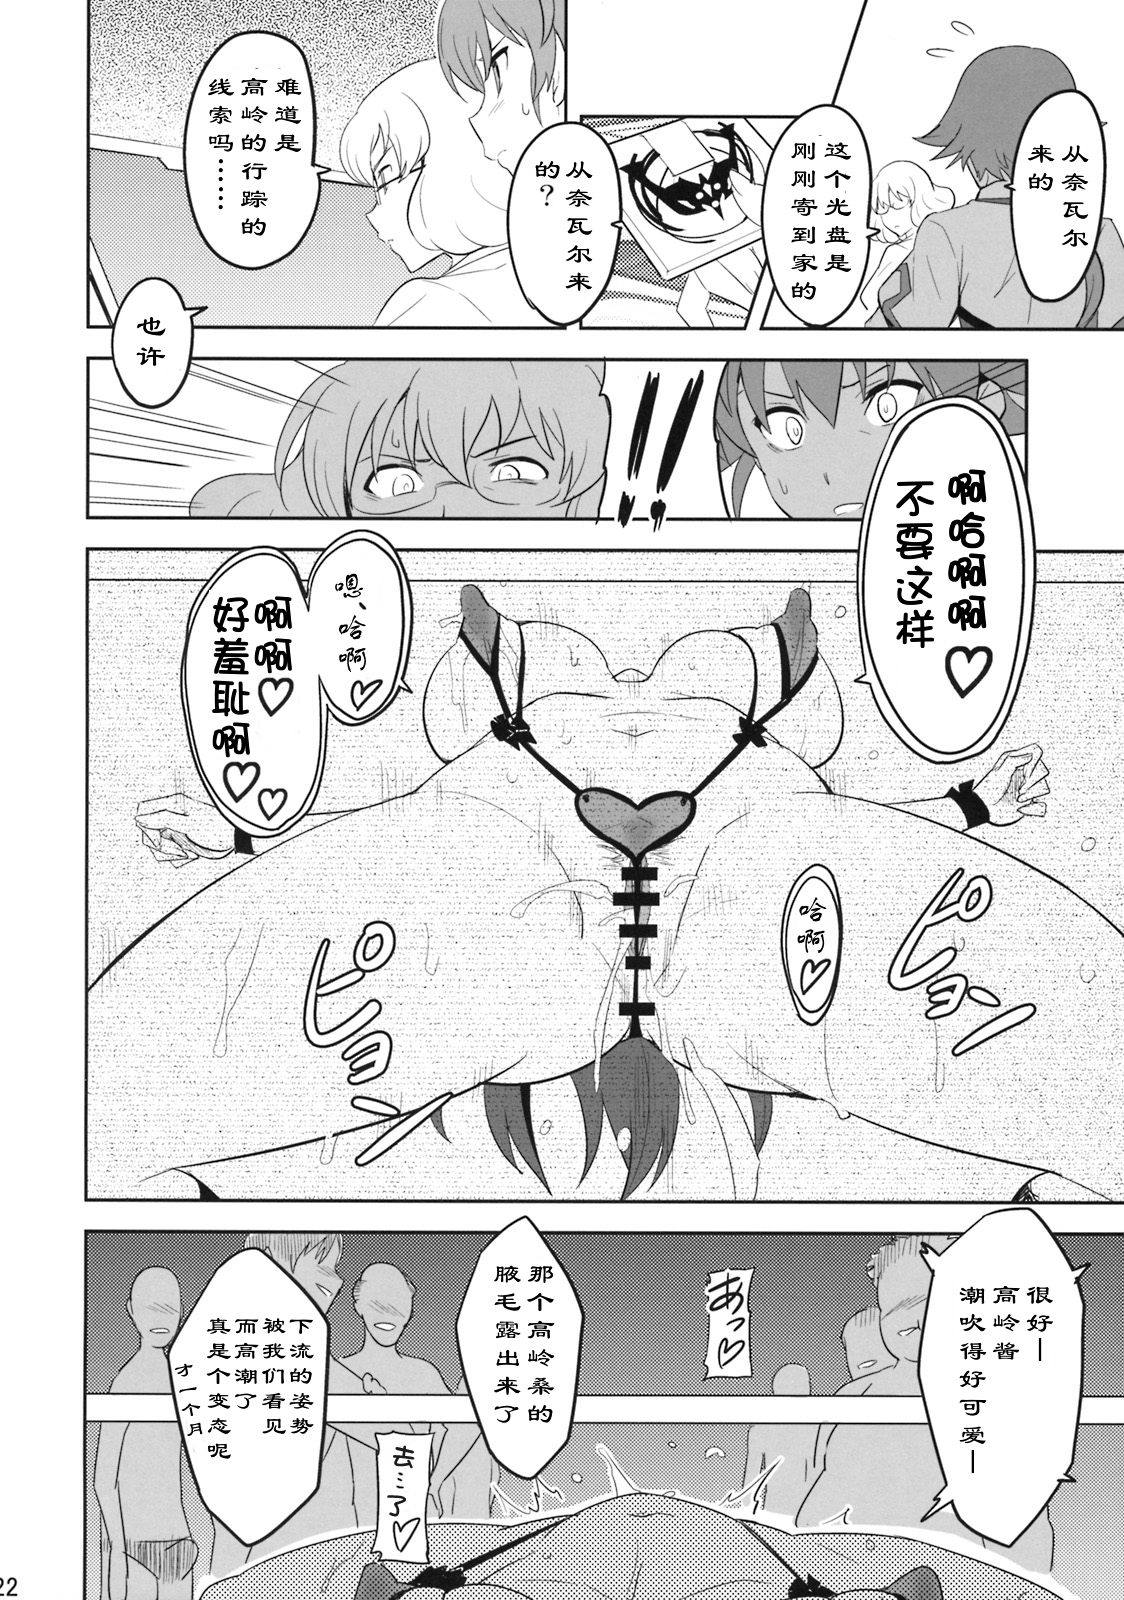 从奈瓦尔
来的
这个光盘是
刚刚寄到家的
从奈瓦尔来
的？
难道是
高岭的行踪的
线索吗……
也许
!!
啊哈啊啊♡
不要这样
嗯、
哈啊♡
啊啊♡
好羞耻啊♡♡
哈啊♡
ピョン
ピョン
很好—
高岭酱
潮吹得好可爱—
あっ♡
那个高岭桑的
腋毛露出来了
下流的姿势
被我们看见
而高潮了
才一个月
真是个变态呢
去…了♡
22